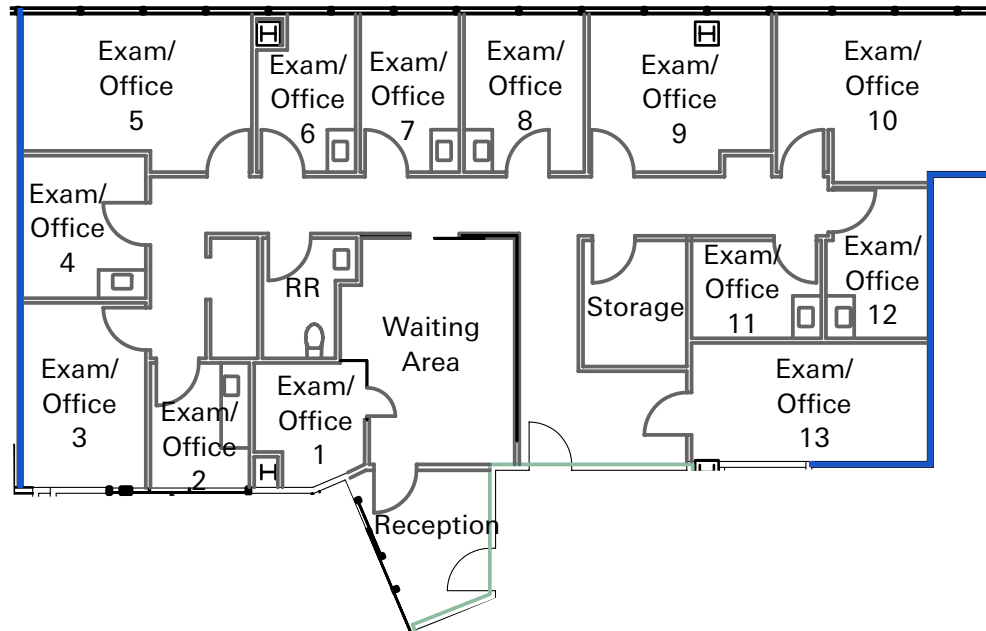 Exam/
Office
5
Exam/
Office
6
Exam/
Office
7
Exam/
Office
8
Exam/
Office
9
Exam/
Office
10
Exam/
Office
4
RR
Waiting
Area
Storage
Exam/
Office
11
Exam/
Office
12
Exam/
Office
3
Exam/
Office
2
Exam/
Office
1
Exam/
Office
13
Reception